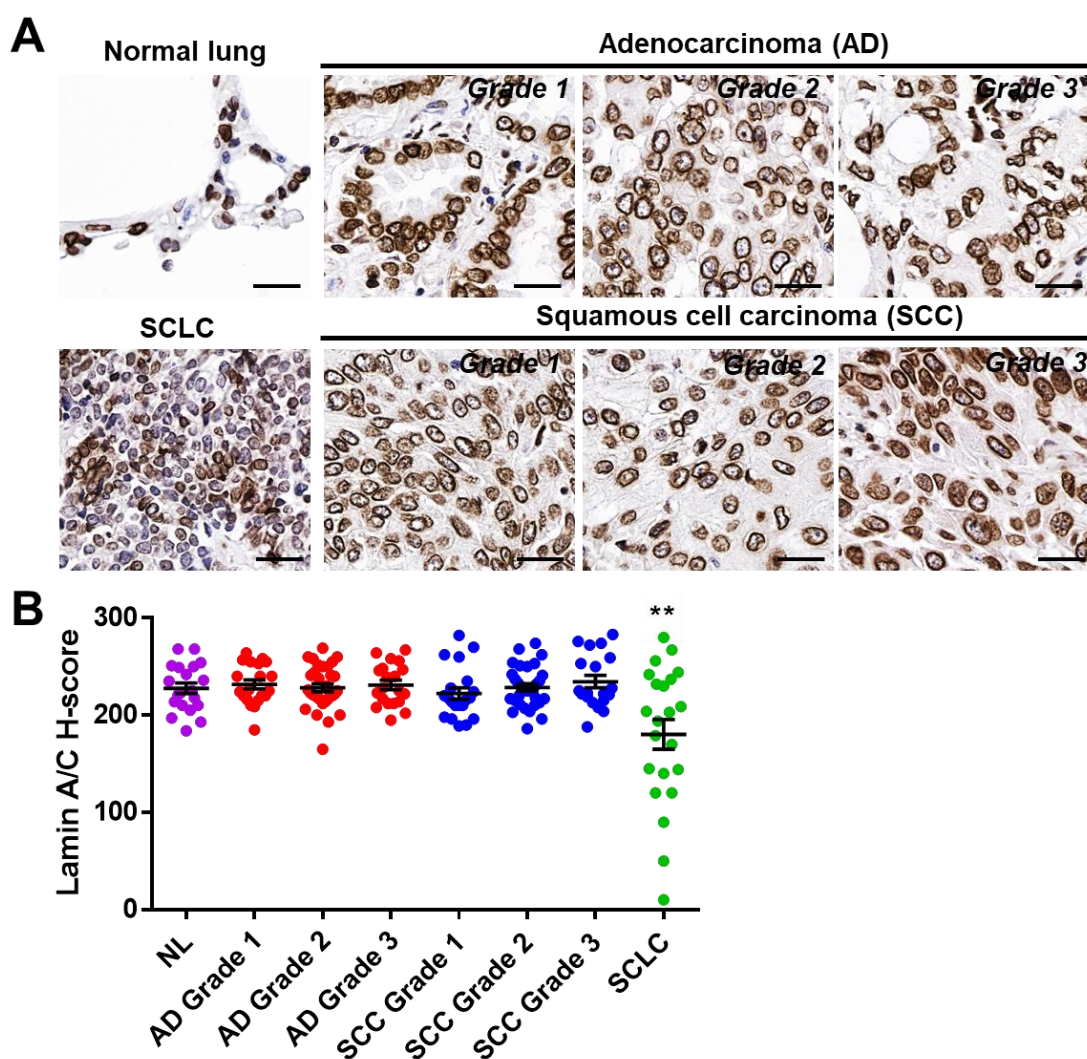 A
Normal lung
Adenocarcinoma (AD)
Grade 1
Grade 2
Grade 3
SCLC
Squamous cell carcinoma (SCC)
Grade 1
Grade 2
Grade 3
B
**
300
200
100
0
Lamin A/C H-score
NL
AD Grade 1
AD Grade 2
AD Grade 3
SCC Grade 1
SCC Grade 2
SCC Grade 3
SCLC